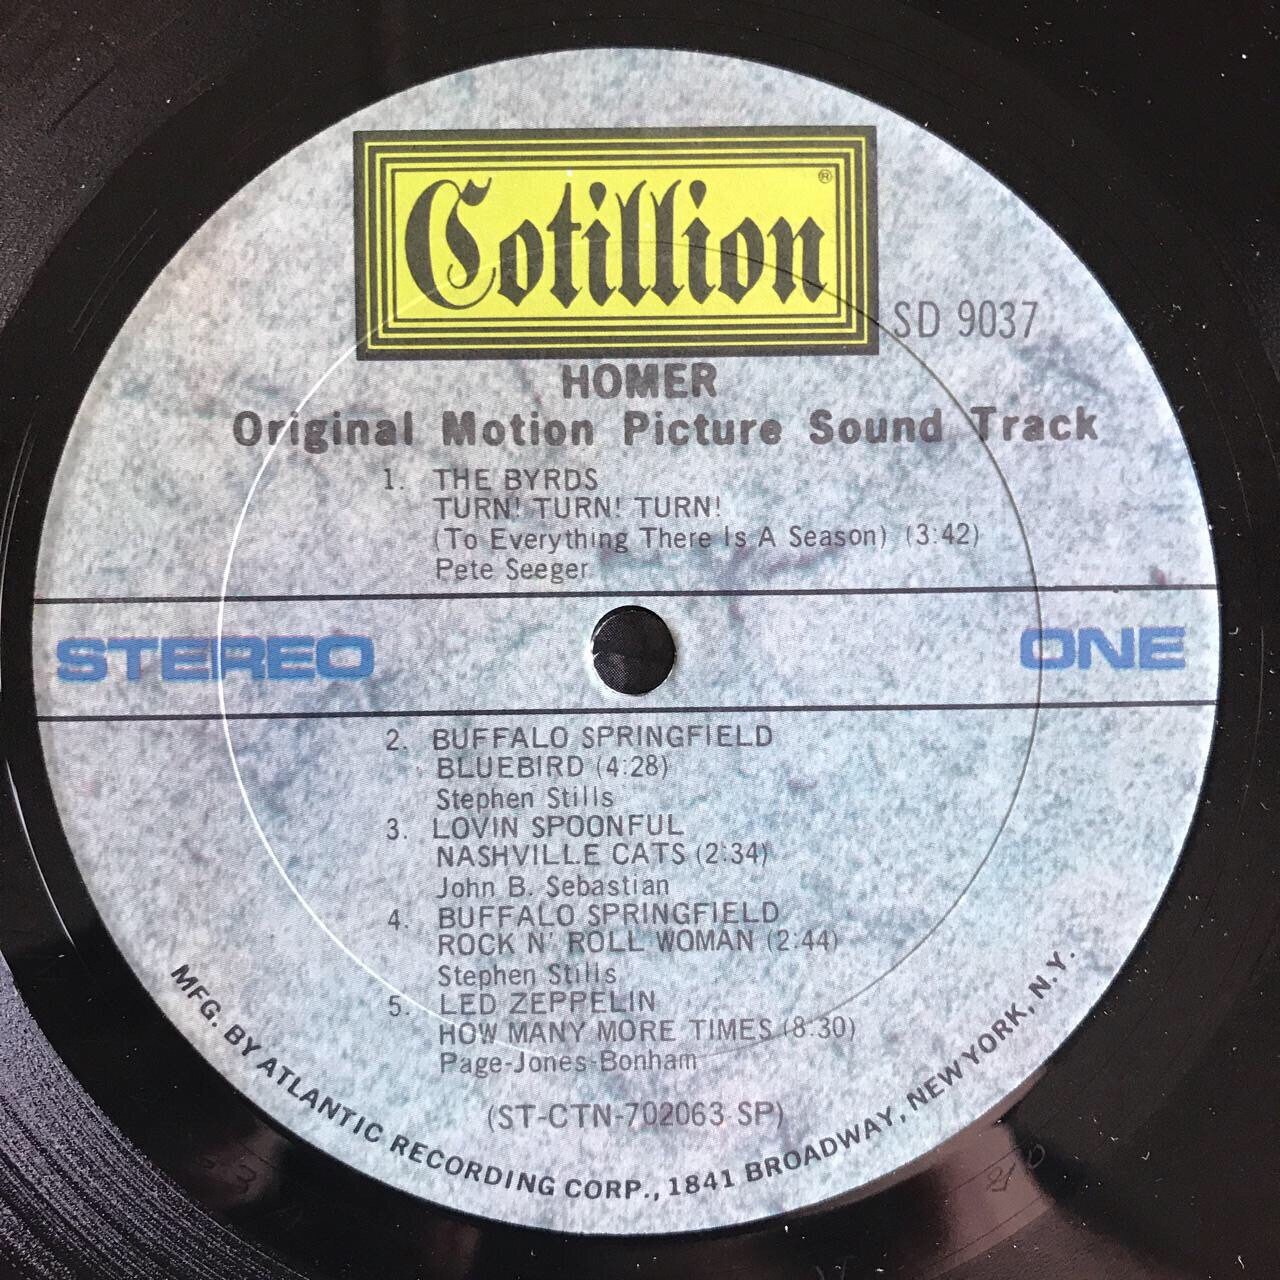 Cotillion®
SD 9037
HOMER
Original Motion Picture Sound Track
1. THE BYRDS
TURN! TURN! TURN!
(To Everything There Is A Season) (3:42)
Pete Seeger
STEREO ONE
2. BUFFALO SPRINGFIELD
BLUEBIRD (4:28)
Stephen Stills
3. LOVIN SPOONFUL
NASHVILLE CATS (2:34)
John B. Sebastian
4. BUFFALO SPRINGFIELD
ROCK N' ROLL WOMAN (2:44)
Stephen Stills
5. LED ZEPPELIN
HOW MANY MORE TIMES (8:30)
Page-Jones-Bonham
(ST-CTN-702063 SP)
MFG. BY ATLANTIC RECORDING CORP., 1841 BROADWAY, NEW YORK, N.Y.